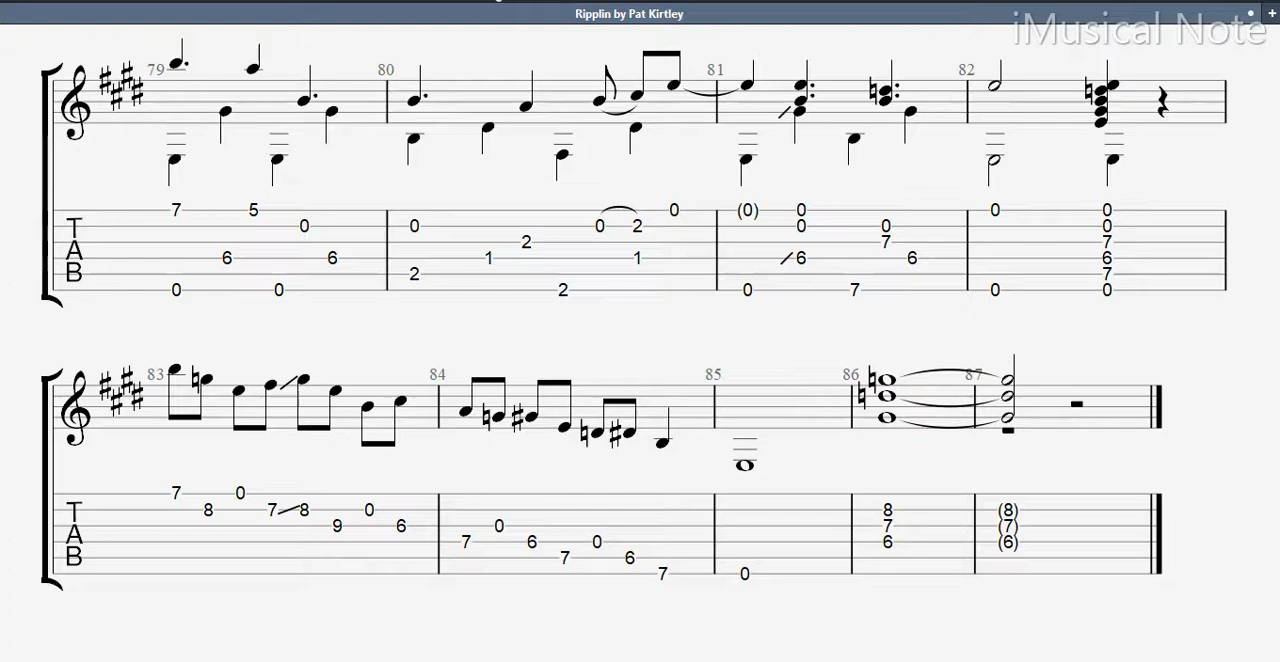 Ripplin by Pat Kirtley
iMusical Note
79 80 81 82
7 5 0 (0) 0 0 0
0 0 0 2 0 0 0
2 7 7
T
A
B
6 6 1 1 6 6 6
2 7
0 0 2 0 7 0 0
83 84 85 86 87
7 0
8 7 8 0 8 (8)
9 6 0 7 (7)
T
A
B
7 6 0 6 (6)
7 6
7 0